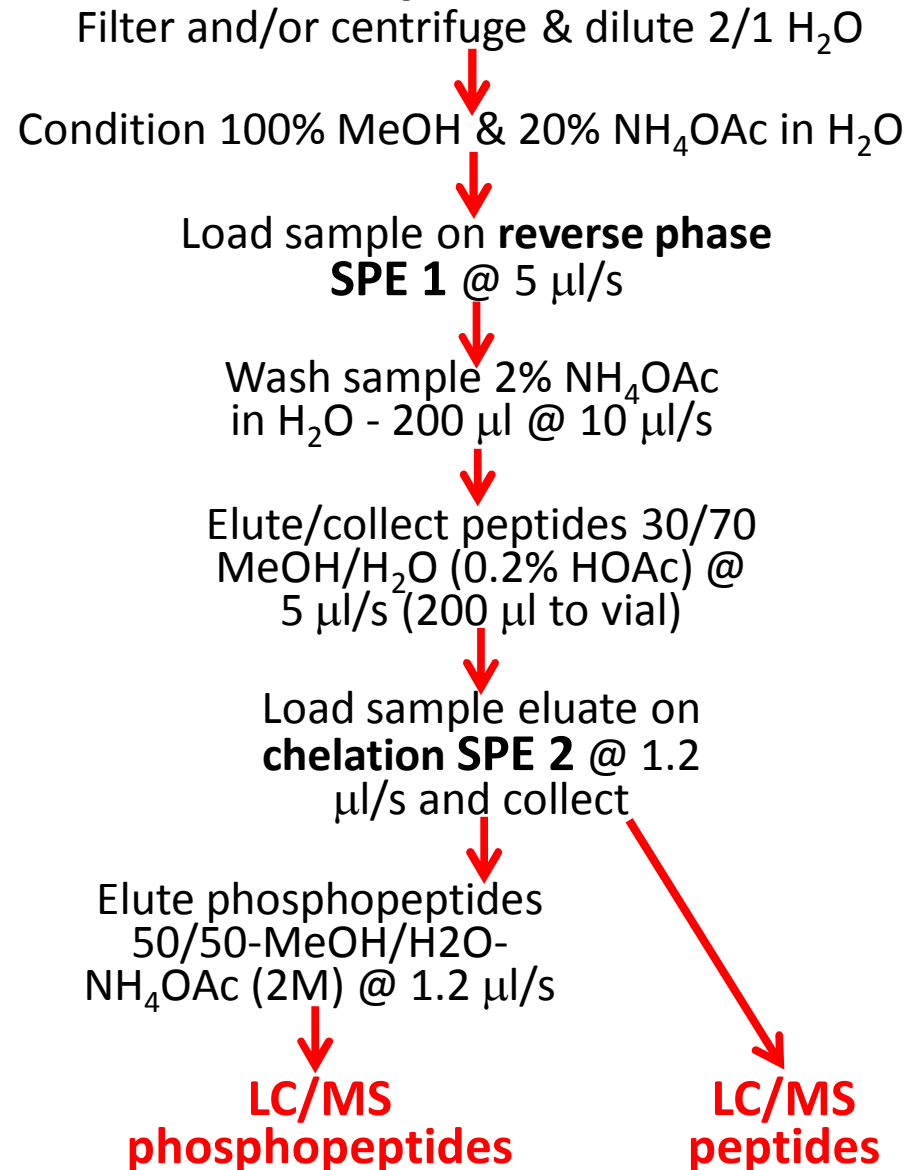 Filter and/or centrifuge & dilute 2/1 H₂O
Condition 100% MeOH & 20% NH₄OAc in H₂O
Load sample on reverse phase
SPE 1 @ 5 μl/s
Wash sample 2% NH₄OAc
in H₂O - 200 μl @ 10 μl/s
Elute/collect peptides 30/70
MeOH/H₂O (0.2% HOAc) @
5 μl/s (200 μl to vial)
Load sample eluate on
chelation SPE 2 @ 1.2
μl/s and collect
Elute phosphopeptides
50/50-MeOH/H2O-
NH₄OAc (2M) @ 1.2 μl/s
LC/MS
phosphopeptides
LC/MS
peptides